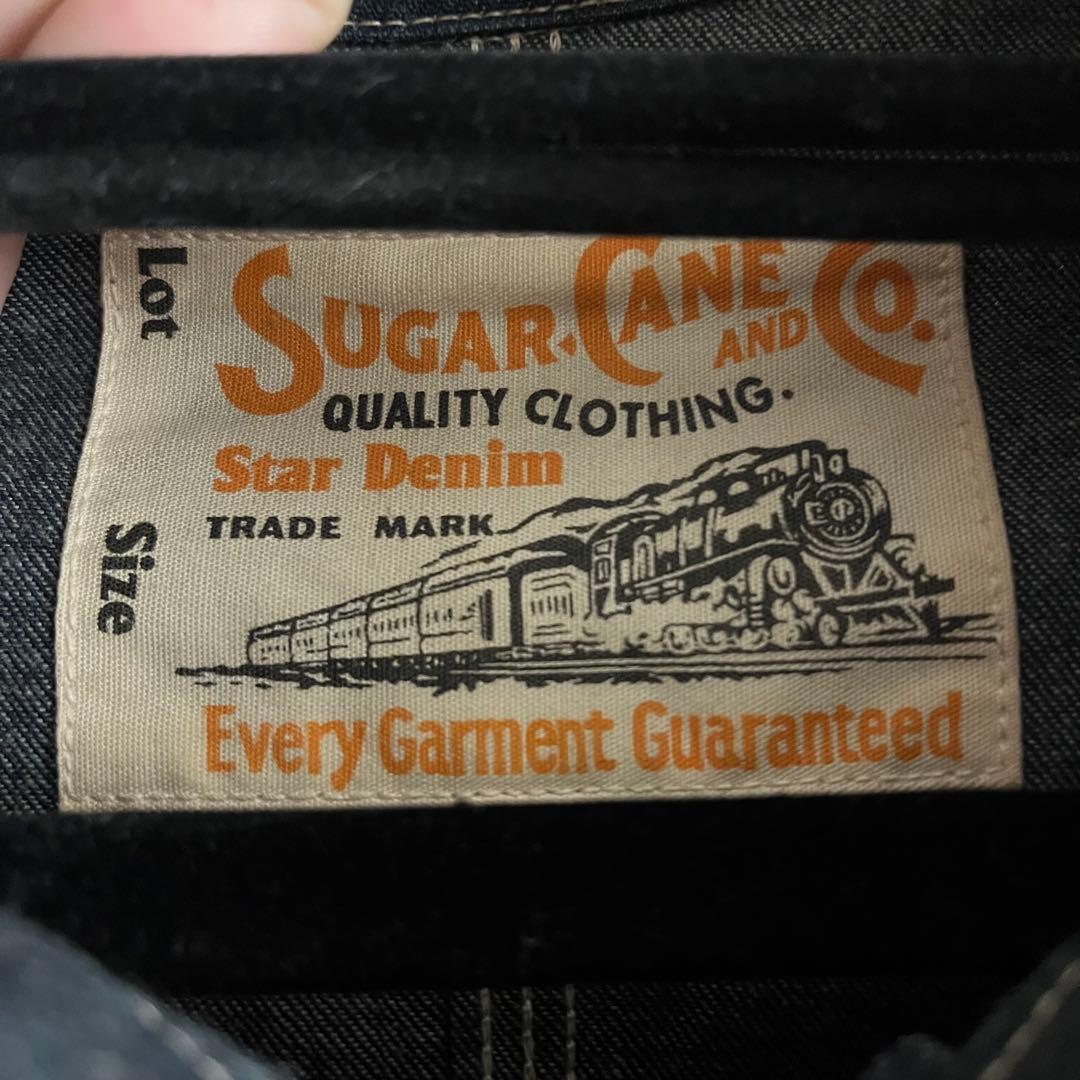 Lot
Size
SUGAR CANE AND CO.
QUALITY CLOTHING.
Star Denim
TRADE MARK
Every Garment Guaranteed